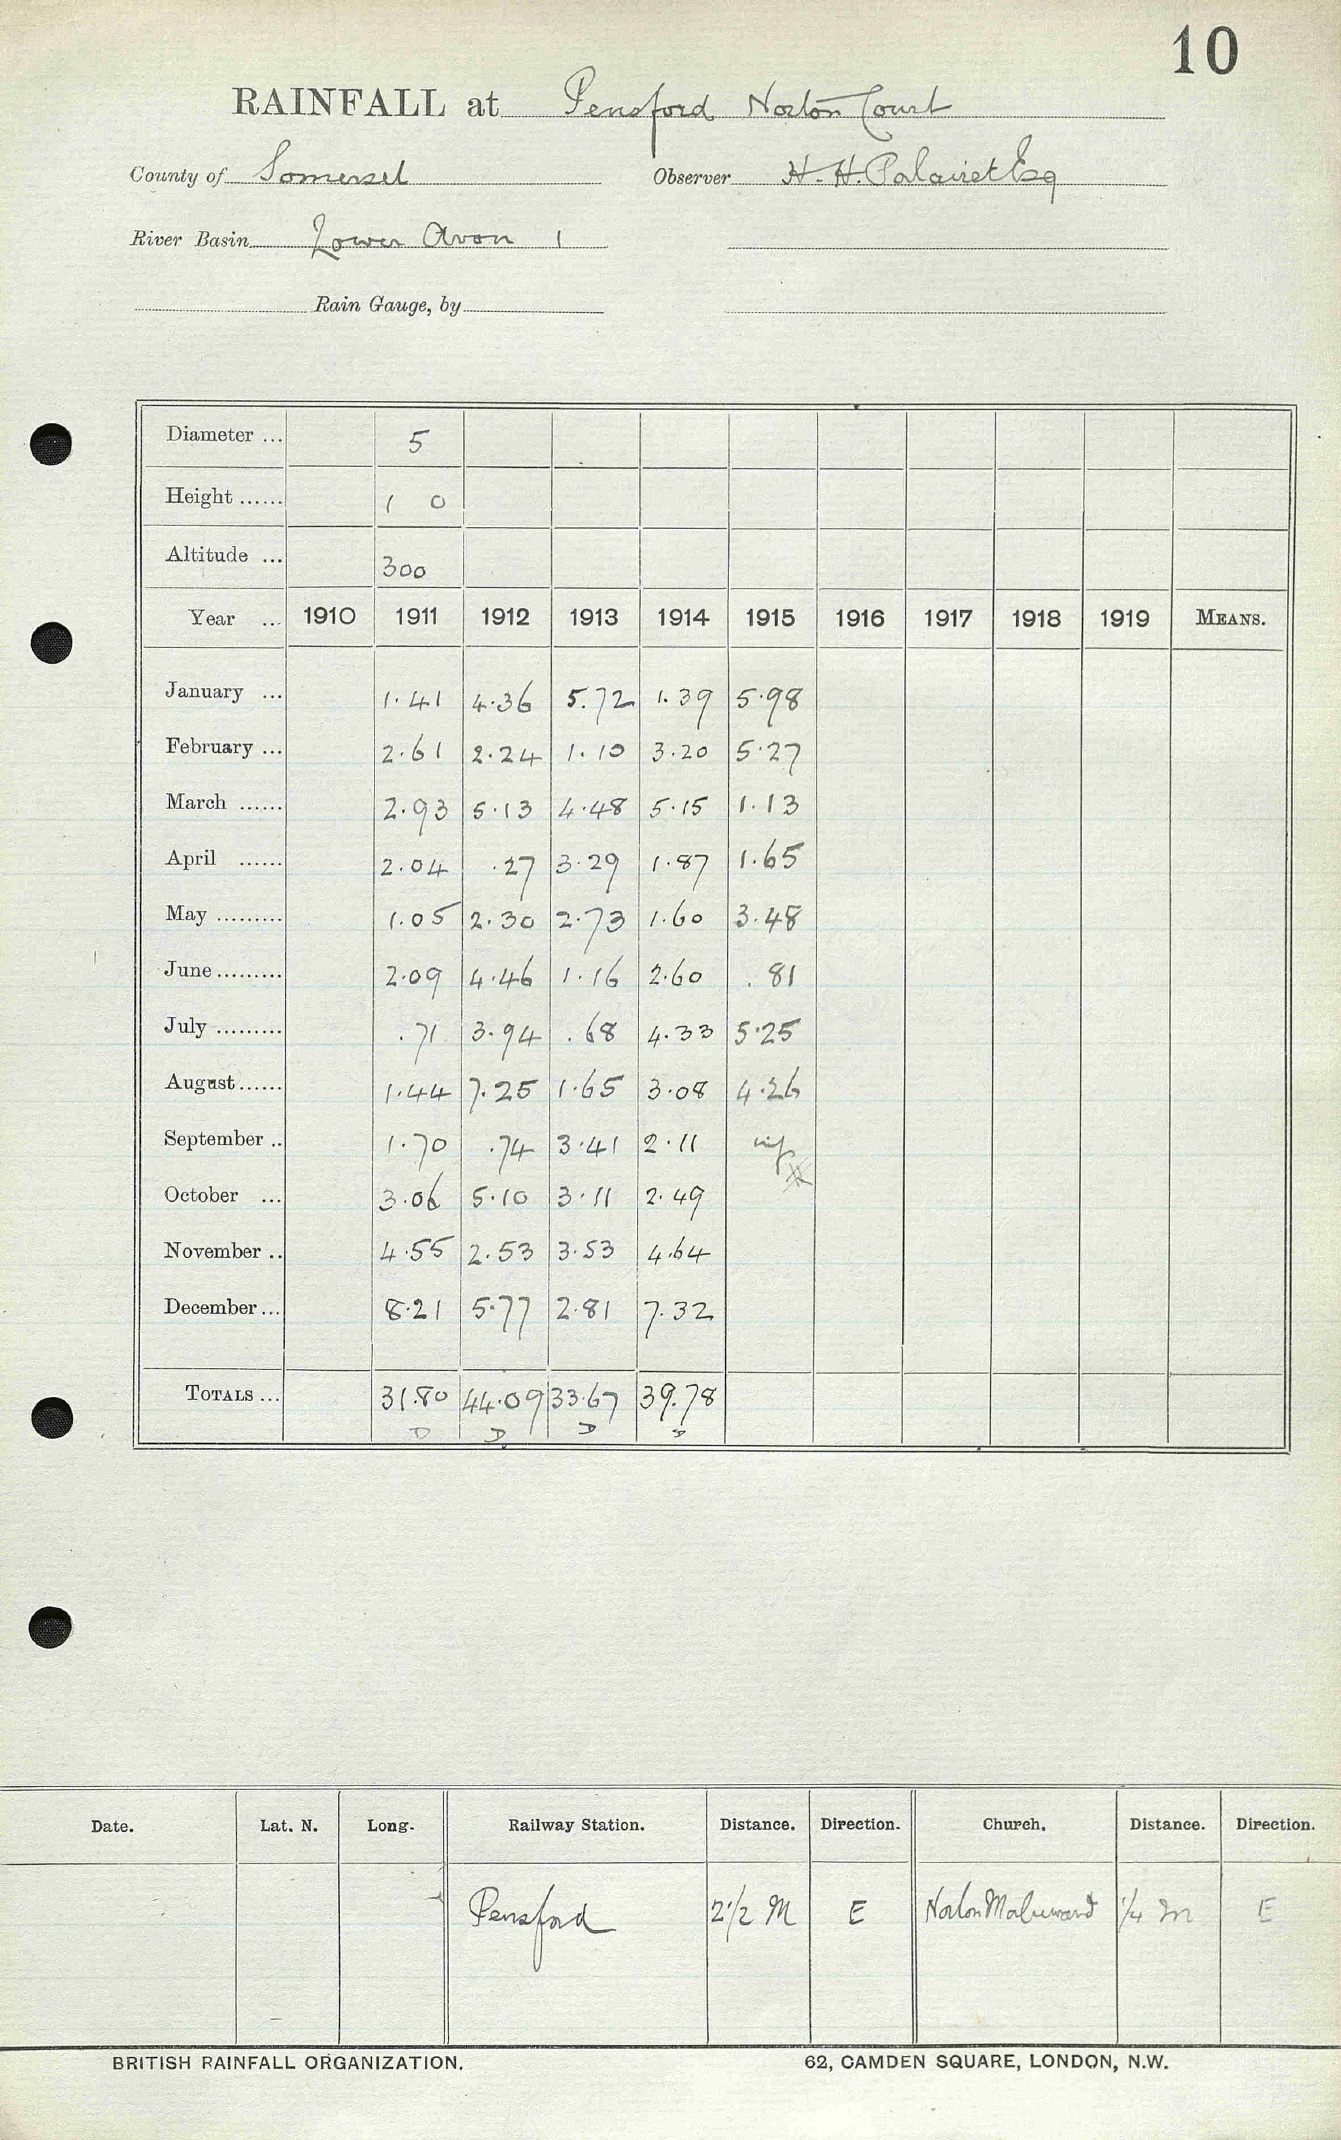 10
RAINFALL at Pensford Norton Court
County of Somerset Observer H. H. Palairet Esq
River Basin Lower Avon 1
Rain Gauge, by
Diameter ... 5
Height ...... 1 0
Altitude ... 300
Year ... 1910 1911 1912 1913 1914 1915 1916 1917 1918 1919 MEANS.
January ... 1.41 4.36 5.72 1.39 5.98
February ... 2.61 2.24 1.10 3.20 5.27
March ...... 2.93 5.13 4.48 5.15 1.13
April ...... 2.04 .27 3.29 1.87 1.65
May ......... 1.05 2.30 2.73 1.60 3.48
June ......... 2.09 4.46 1.16 2.60 .81
July ......... .71 3.94 .68 4.33 5.25
August ...... 1.44 7.25 1.65 3.08 4.26
September .. 1.70 .74 3.41 2.11
October ... 3.06 5.10 3.11 2.49
November .. 4.55 2.53 3.53 4.64
December ... 8.21 5.77 2.81 7.32
TOTALS ... 31.80 44.09 33.67 39.78
D D D
Date. Lat. N. Long. Railway Station. Distance. Direction. Church. Distance. Direction.
Pensford 2 1/2 M E Norton Malreward 1/4 m E
BRITISH RAINFALL ORGANIZATION. 62, CAMDEN SQUARE, LONDON, N.W.